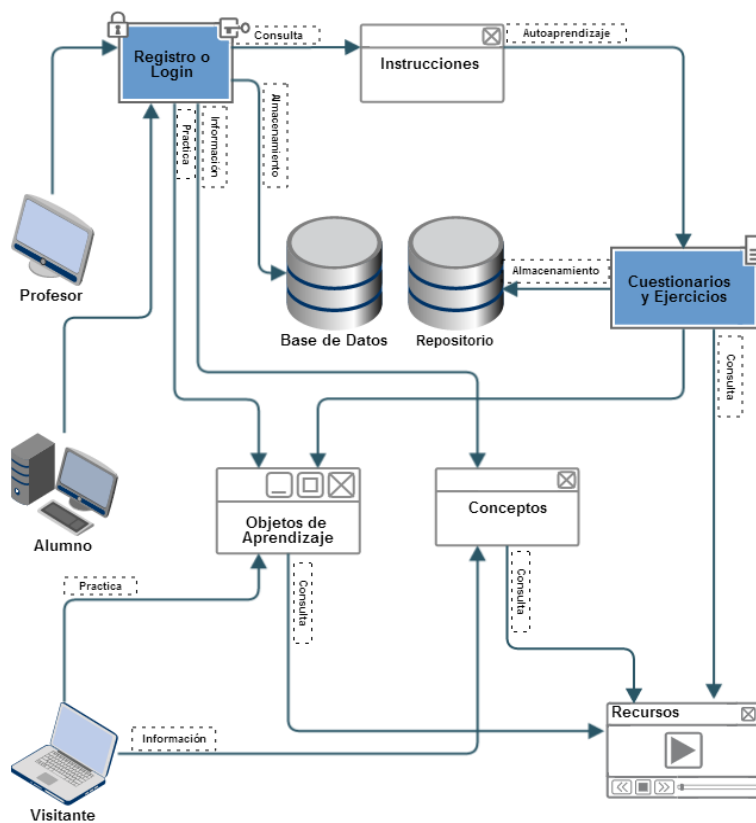 Registro o
Login
Consulta
Instrucciones
Autoaprendizaje
Practica
Información
Almacenamiento
Profesor
Base de Datos
Repositorio
Almacenamiento
Cuestionarios
y Ejercicios
Consulta
Alumno
Objetos de
Aprendizaje
Conceptos
Practica
Consulta
Consulta
Recursos
Información
Visitante